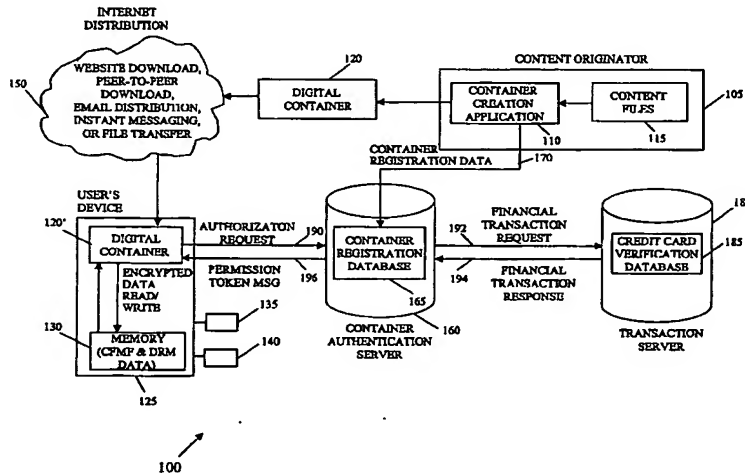 INTERNET
DISTRIBUTION
WEBSITE DOWNLOAD,
PEER-TO-PEER
DOWNLOAD,
EMAIL DISTRIBUTION,
INSTANT MESSAGING,
OR FILE TRANSFER
150
120
DIGITAL
CONTAINER
CONTENT ORIGINATOR
CONTAINER
CREATION
APPLICATION
110
CONTENT
FILES
115
105
CONTAINER
REGISTRATION DATA
170
USER'S
DEVICE
120'
DIGITAL
CONTAINER
ENCRYPTED
DATA
READ/
WRITE
130
MEMORY
(CFMF & DRM
DATA)
125
135
140
AUTHORIZATON
REQUEST
190
PERMISSION
TOKEN MSG
196
CONTAINER
REGISTRATION
DATABASE
165
160
CONTAINER
AUTHENTICATION
SERVER
192
FINANCIAL
TRANSACTION
REQUEST
194
FINANCIAL
TRANSACTION
RESPONSE
18
CREDIT CARD
VERIFICATION
DATABASE
185
TRANSACTION
SERVER
100